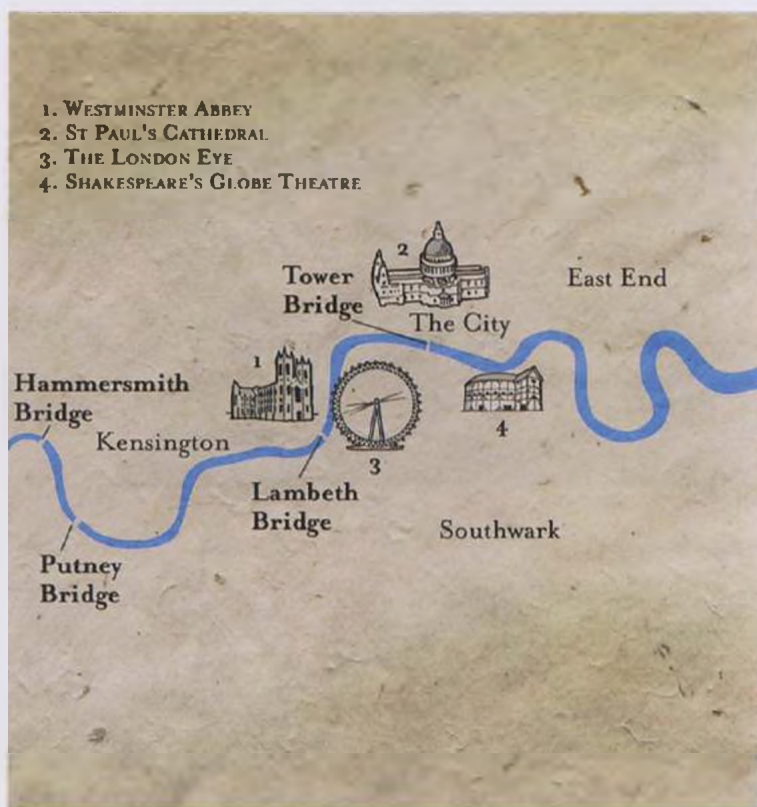 1. WESTMINSTER ABBEY
2. ST PAUL'S CATHEDRAL
3. THE LONDON EYE
4. SHAKESPEARE'S GLOBE THEATRE
2
Tower
Bridge
East End
The City
1
Hammersmith
Bridge
Kensington
4
3
Lambeth
Bridge
Southwark
Putney
Bridge